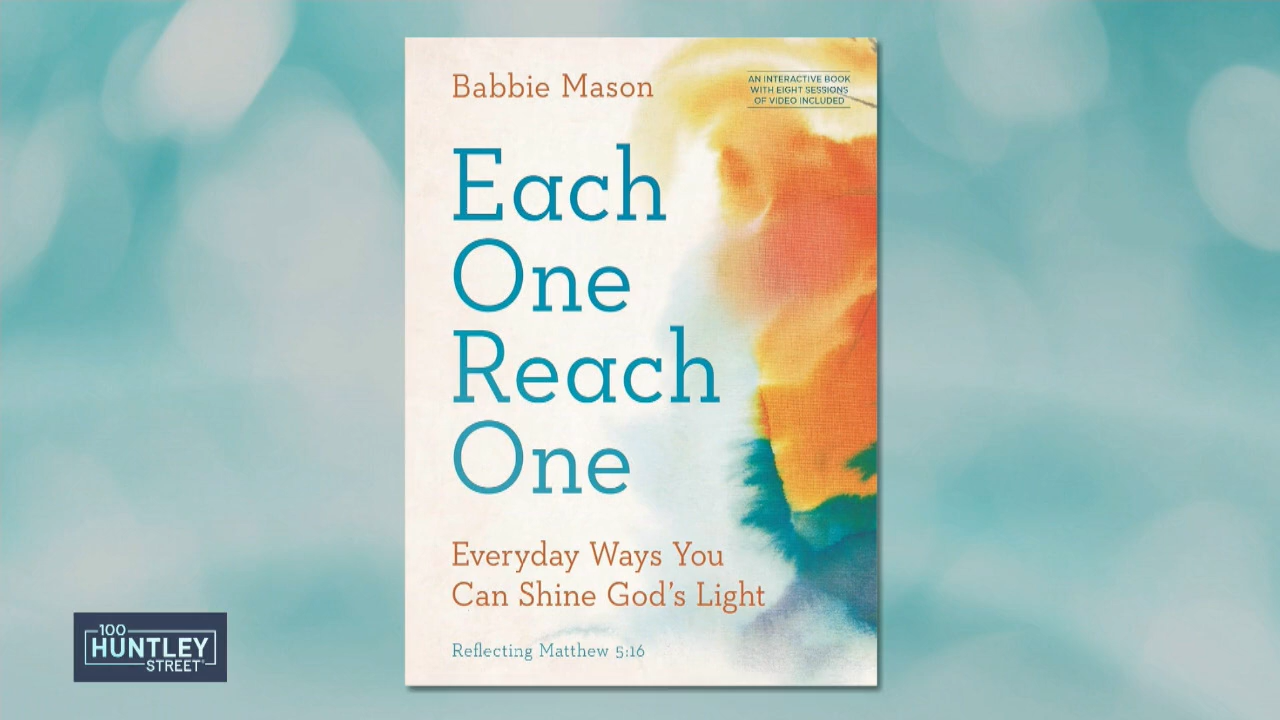 Babbie Mason
AN INTERACTIVE BOOK
WITH EIGHT SESSIONS
OF VIDEO INCLUDED
Each
One
Reach
One
Everyday Ways You
Can Shine God's Light
Reflecting Matthew 5:16
100
HUNTLEY
STREET